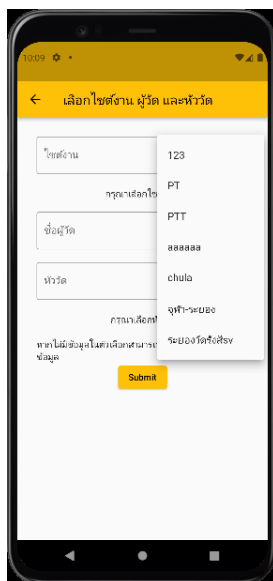 10:09
เลือกไซต์งาน ผู้วัด และหัววัด
ไซต์งาน
123
PT
กรุณาเลือกไซ
PTT
ชื่อผู้วัด
aaaaaa
chula
หัววัด
จุฬา-ระยอง
กรุณาเลือกหั
ระยองวัดรังสีsv
หากไม่มีข้อมูลในตัวเลือกสามารถ
ข้อมูล
Submit